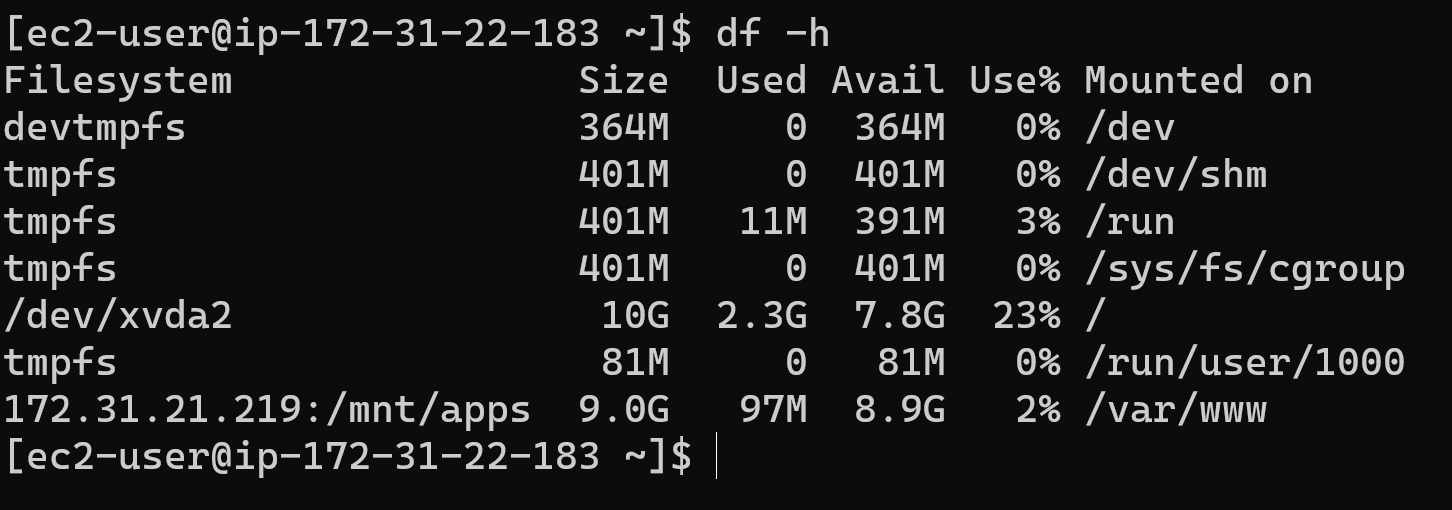 [ec2-user@ip-172-31-22-183 ~]$ df -h
Filesystem               Size  Used Avail Use% Mounted on
devtmpfs                 364M     0  364M   0% /dev
tmpfs                    401M     0  401M   0% /dev/shm
tmpfs                    401M   11M  391M   3% /run
tmpfs                    401M     0  401M   0% /sys/fs/cgroup
/dev/xvda2                10G  2.3G  7.8G  23% /
tmpfs                     81M     0   81M   0% /run/user/1000
172.31.21.219:/mnt/apps  9.0G   97M  8.9G   2% /var/www
[ec2-user@ip-172-31-22-183 ~]$